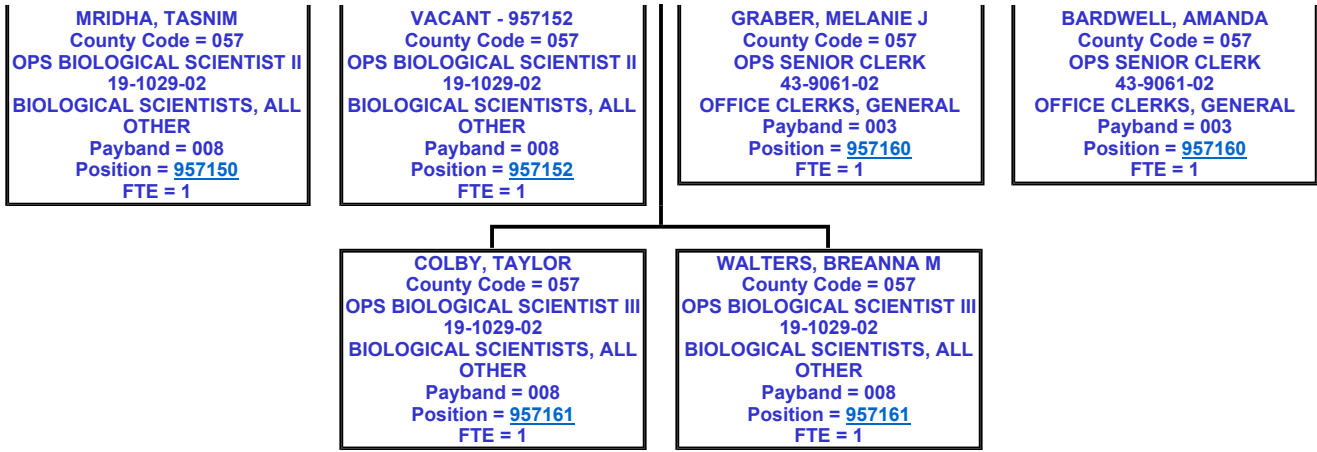 MRIDHA, TASNIM
County Code = 057
OPS BIOLOGICAL SCIENTIST II
19-1029-02
BIOLOGICAL SCIENTISTS, ALL
OTHER
Payband = 008
Position = 957150
FTE = 1
VACANT - 957152
County Code = 057
OPS BIOLOGICAL SCIENTIST II
19-1029-02
BIOLOGICAL SCIENTISTS, ALL
OTHER
Payband = 008
Position = 957152
FTE = 1
GRABER, MELANIE J
County Code = 057
OPS SENIOR CLERK
43-9061-02
OFFICE CLERKS, GENERAL
Payband = 003
Position = 957160
FTE = 1
BARDWELL, AMANDA
County Code = 057
OPS SENIOR CLERK
43-9061-02
OFFICE CLERKS, GENERAL
Payband = 003
Position = 957160
FTE = 1
COLBY, TAYLOR
County Code = 057
OPS BIOLOGICAL SCIENTIST III
19-1029-02
BIOLOGICAL SCIENTISTS, ALL
OTHER
Payband = 008
Position = 957161
FTE = 1
WALTERS, BREANNA M
County Code = 057
OPS BIOLOGICAL SCIENTIST III
19-1029-02
BIOLOGICAL SCIENTISTS, ALL
OTHER
Payband = 008
Position = 957161
FTE = 1